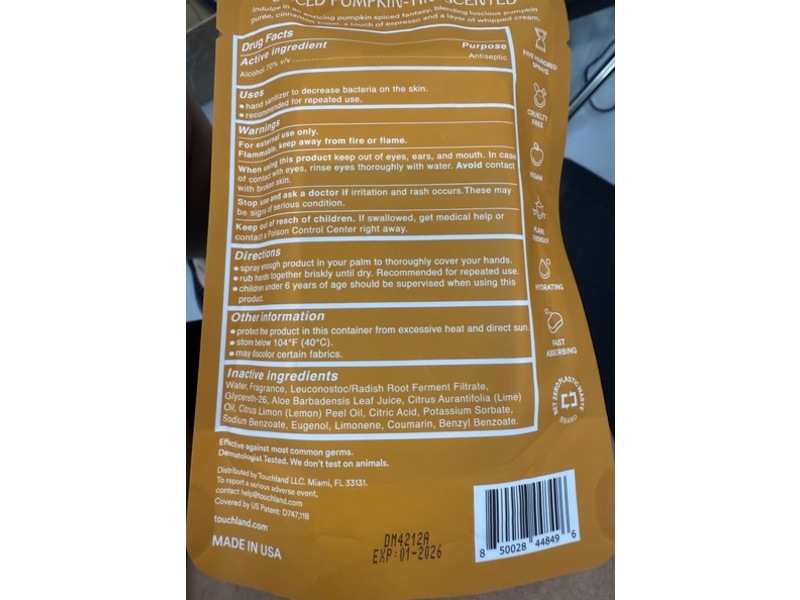 SPICED PUMPKIN-
SCENTED
Indulge in an enticing pumpkin spiced fantasy, blending luscious pumpkin
purée, cinnamon sugar, a touch of espresso and a layer of whipped cream.
Drug Facts
Active ingredient Purpose
Alcohol 70% v/v Antiseptic
Uses
• hand sanitizer to decrease bacteria on the skin.
• recommended for repeated use.
Warnings
For external use only.
Flammable, keep away from fire or flame.
When using this product keep out of eyes, ears, and mouth. In case
of contact with eyes, rinse eyes thoroughly with water. Avoid contact
with broken skin.
Stop use and ask a doctor if irritation and rash occurs.These may
be signs of serious condition.
Keep out of reach of children. If swallowed, get medical help or
contact a Poison Control Center right away.
Directions
• spray enough product in your palm to thoroughly cover your hands.
• rub hands together briskly until dry. Recommended for repeated use.
• children under 6 years of age should be supervised when using this
product.
Other information
• protect the product in this container from excessive heat and direct sun.
• store below 104°F (40°C).
• may discolor certain fabrics.
Inactive ingredients
Water, Fragrance, Leuconostoc/Radish Root Ferment Filtrate,
Glycereth-26, Aloe Barbadensis Leaf Juice, Citrus Aurantifolia (Lime)
Oil, Citrus Limon (Lemon) Peel Oil, Citric Acid, Potassium Sorbate,
Sodium Benzoate, Eugenol, Limonene, Coumarin, Benzyl Benzoate.
Effective against most common germs.
Dermatologist Tested. We don't test on animals.
Distributed by Touchland LLC. Miami, FL 33131.
To report a serious adverse event,
contact help@touchland.com
Covered by US Patent: D747,118
touchland.com
MADE IN USA
DM4212A
EXP:01-2026
8 50028 44849 6
FIVE HUNDRED
SPRAYS
CRUELTY
FREE
VEGAN
PLANE
FRIENDLY
HYDRATING
FAST
ABSORBING
NET ZERO PLASTIC WASTE